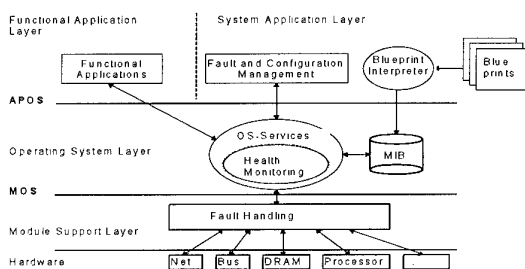 Functional Application Layer
System Application Layer
Functional Applications
Fault and Configuration Management
Blueprint Interpreter
Blue prints
APOS
Operating System Layer
OS-Services
Health Monitoring
MIB
MOS
Fault Handling
Module Support Layer
Hardware
Net
Bus
DRAM
Processor